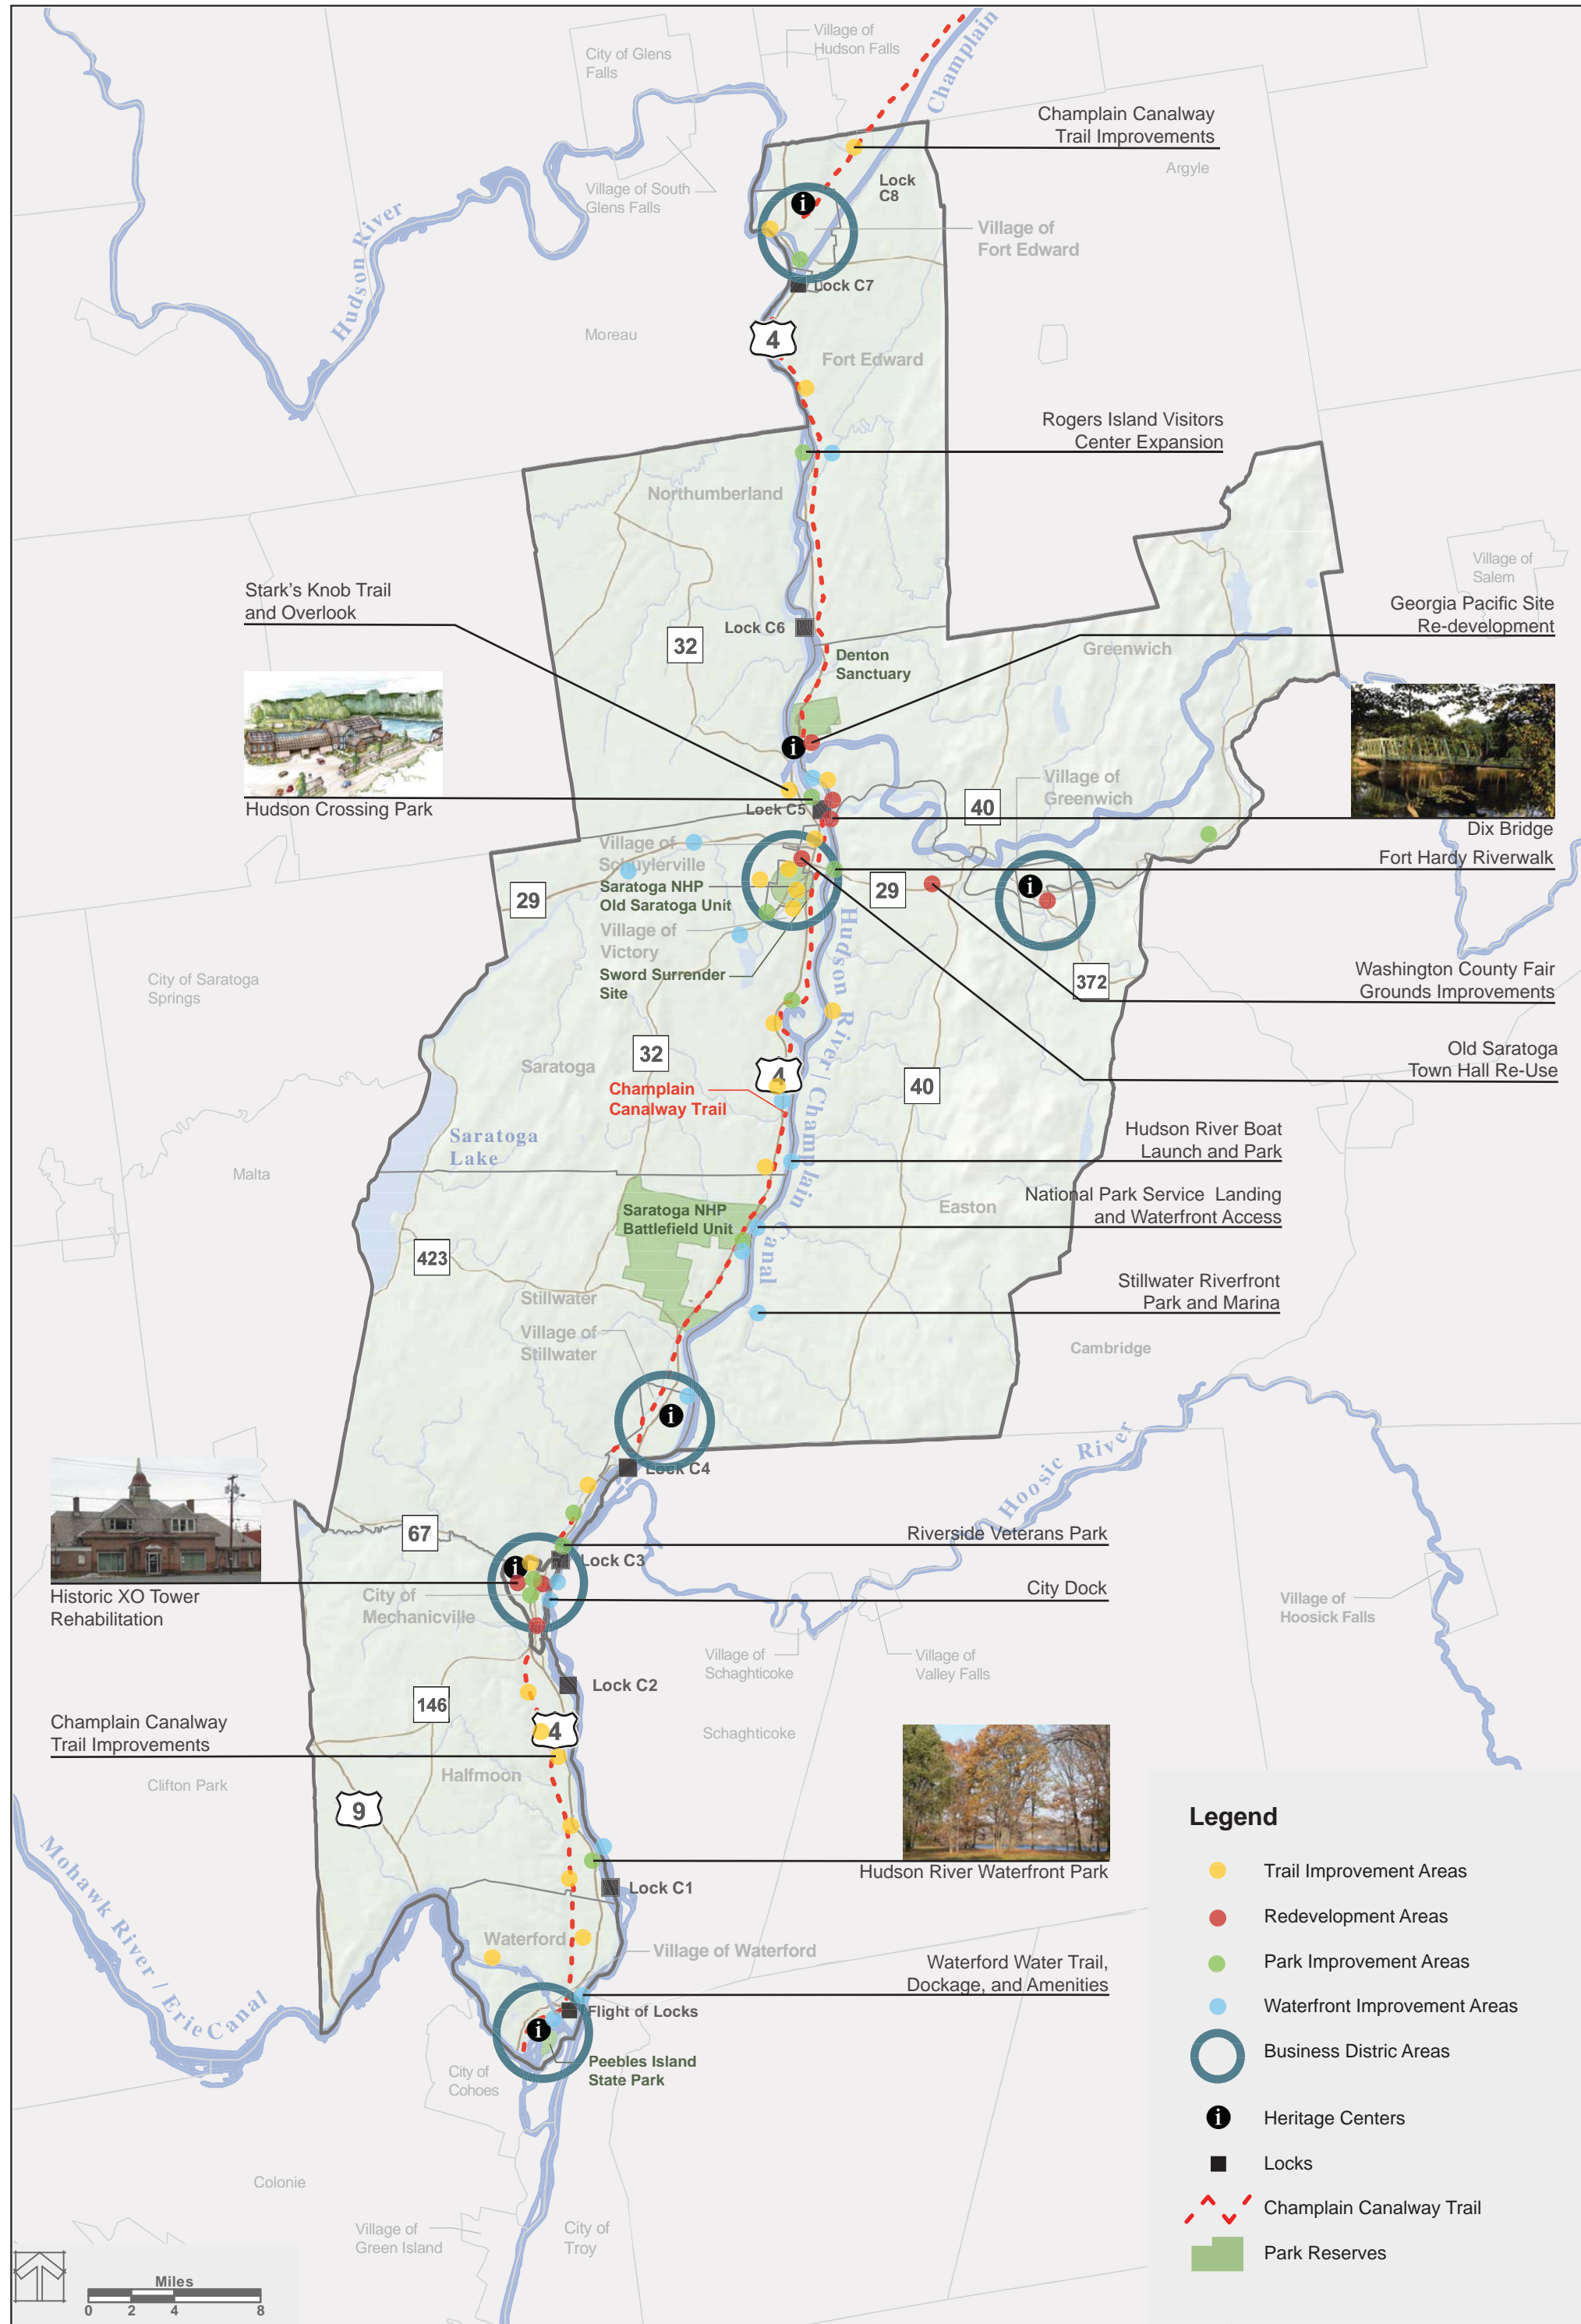 Village of
Hudson Falls
City of Glens
Falls
Champlain
Champlain Canalway
Trail Improvements
Argyle
Lock
C8
Village of South
Glens Falls
Hudson River
Village of
Fort Edward
Lock C7
4
Moreau
Fort Edward
Rogers Island Visitors
Center Expansion
Northumberland
Village of
Salem
Stark's Knob Trail
and Overlook
Georgia Pacific Site
Re-development
Lock C6
32
Greenwich
Denton
Sanctuary
Village of
Greenwich
Hudson Crossing Park
Lock C5
40
Dix Bridge
Village of
Schuylerville
Fort Hardy Riverwalk
Saratoga NHP
Old Saratoga Unit
29
29
Village of
Victory
Sword Surrender
Site
372
Washington County Fair
Grounds Improvements
City of Saratoga
Springs
Hudson River / Champlain Canal
Old Saratoga
Town Hall Re-Use
32
Saratoga
4
40
Champlain
Canalway Trail
Saratoga
Lake
Hudson River Boat
Launch and Park
Malta
National Park Service Landing
and Waterfront Access
Saratoga NHP
Battlefield Unit
Easton
423
Stillwater
Stillwater Riverfront
Park and Marina
Village of
Stillwater
Cambridge
Hoosic River
Lock C4
67
Riverside Veterans Park
Lock C3
City Dock
Historic XO Tower
Rehabilitation
City of
Mechanicville
Village of
Hoosick Falls
Village of
Schaghticoke
Village of
Valley Falls
Lock C2
146
4
Schaghticoke
Champlain Canalway
Trail Improvements
Clifton Park
Halfmoon
9
Hudson River Waterfront Park
Lock C1
Mohawk River / Erie Canal
Waterford
Village of Waterford
Waterford Water Trail,
Dockage, and Amenities
Flight of Locks
Peebles Island
State Park
City of
Cohoes
Colonie
Village of
Green Island
City of
Troy
Miles
0 2 4 8
Legend
Trail Improvement Areas
Redevelopment Areas
Park Improvement Areas
Waterfront Improvement Areas
Business Distric Areas
i
Heritage Centers
Locks
Champlain Canalway Trail
Park Reserves